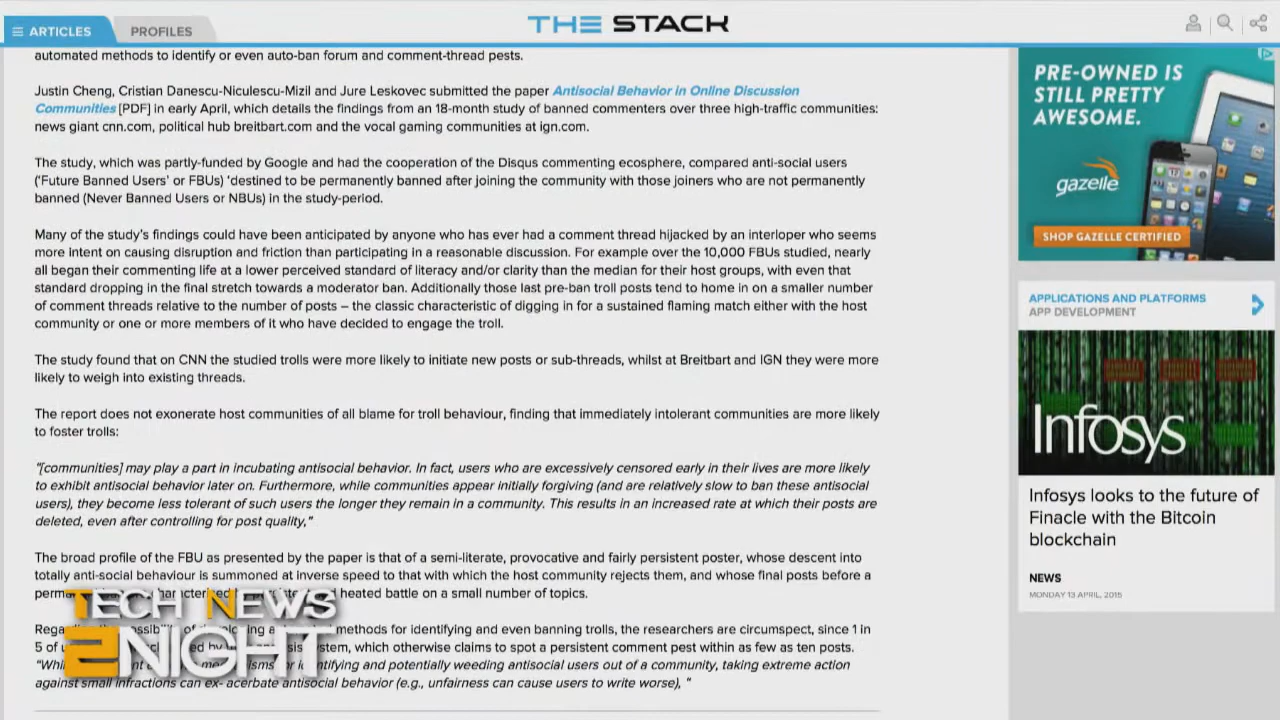 ARTICLES
PROFILES
THE STACK
automated methods to identify or even auto-ban forum and comment-thread pests.
Justin Cheng, Cristian Danescu-Niculescu-Mizil and Jure Leskovec submitted the paper Antisocial Behavior in Online Discussion
Communities [PDF] in early April, which details the findings from an 18-month study of banned commenters over three high-traffic communities:
news giant cnn.com, political hub breitbart.com and the vocal gaming communities at ign.com.
The study, which was partly-funded by Google and had the cooperation of the Disqus commenting ecosphere, compared anti-social users
('Future Banned Users' or FBUs) 'destined to be permanently banned after joining the community with those joiners who are not permanently
banned (Never Banned Users or NBUs) in the study-period.
Many of the study's findings could have been anticipated by anyone who has ever had a comment thread hijacked by an interloper who seems
more intent on causing disruption and friction than participating in a reasonable discussion. For example over the 10,000 FBUs studied, nearly
all began their commenting life at a lower perceived standard of literacy and/or clarity than the median for their host groups, with even that
standard dropping in the final stretch towards a moderator ban. Additionally those last pre-ban troll posts tend to home in on a smaller number
of comment threads relative to the number of posts – the classic characteristic of digging in for a sustained flaming match either with the host
community or one or more members of it who have decided to engage the troll.
The study found that on CNN the studied trolls were more likely to initiate new posts or sub-threads, whilst at Breitbart and IGN they were more
likely to weigh into existing threads.
The report does not exonerate host communities of all blame for troll behaviour, finding that immediately intolerant communities are more likely
to foster trolls:
"[communities] may play a part in incubating antisocial behavior. In fact, users who are excessively censored early in their lives are more likely
to exhibit antisocial behavior later on. Furthermore, while communities appear initially forgiving (and are relatively slow to ban these antisocial
users), they become less tolerant of such users the longer they remain in a community. This results in an increased rate at which their posts are
deleted, even after controlling for post quality,"
The broad profile of the FBU as presented by the paper is that of a semi-literate, provocative and fairly persistent poster, whose descent into
totally anti-social behaviour is summoned at inverse speed to that with which the host community rejects them, and whose final posts before a
heated battle on a small number of topics.
methods for identifying and even banning trolls, the researchers are circumspect, since 1 in
5 of which otherwise claims to spot a persistent comment pest within as few as ten posts.
identifying and potentially weeding antisocial users out of a community, taking extreme action
against small infractions can ex- acerbate antisocial behavior (e.g., unfairness can cause users to write worse), "
TECH NEWS
2NIGHT
PRE-OWNED IS
STILL PRETTY
AWESOME.
gazelle
SHOP GAZELLE CERTIFIED
APPLICATIONS AND PLATFORMS
APP DEVELOPMENT
Infosys
Infosys looks to the future of
Finacle with the Bitcoin
blockchain
NEWS
MONDAY 13 APRIL, 2015